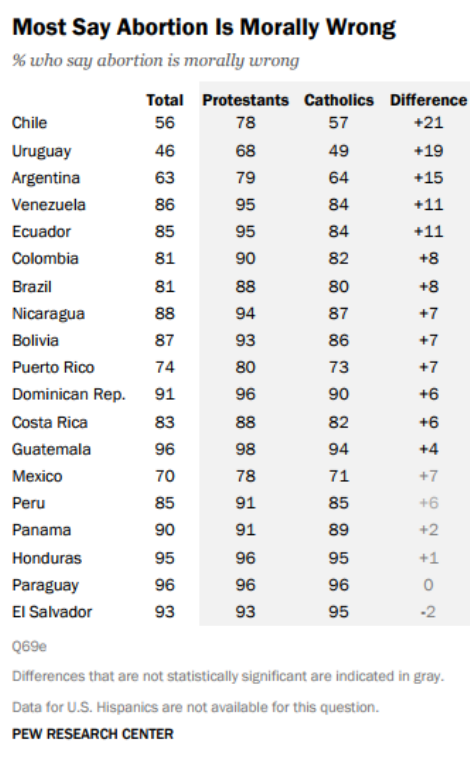 Most Say Abortion Is Morally Wrong
% who say abortion is morally wrong
Total Protestants Catholics Difference
Chile 56 78 57 +21
Uruguay 46 68 49 +19
Argentina 63 79 64 +15
Venezuela 86 95 84 +11
Ecuador 85 95 84 +11
Colombia 81 90 82 +8
Brazil 81 88 80 +8
Nicaragua 88 94 87 +7
Bolivia 87 93 86 +7
Puerto Rico 74 80 73 +7
Dominican Rep. 91 96 90 +6
Costa Rica 83 88 82 +6
Guatemala 96 98 94 +4
Mexico 70 78 71 +7
Peru 85 91 85 +6
Panama 90 91 89 +2
Honduras 95 96 95 +1
Paraguay 96 96 96 0
El Salvador 93 93 95 -2
Q69e
Differences that are not statistically significant are indicated in gray.
Data for U.S. Hispanics are not available for this question.
PEW RESEARCH CENTER